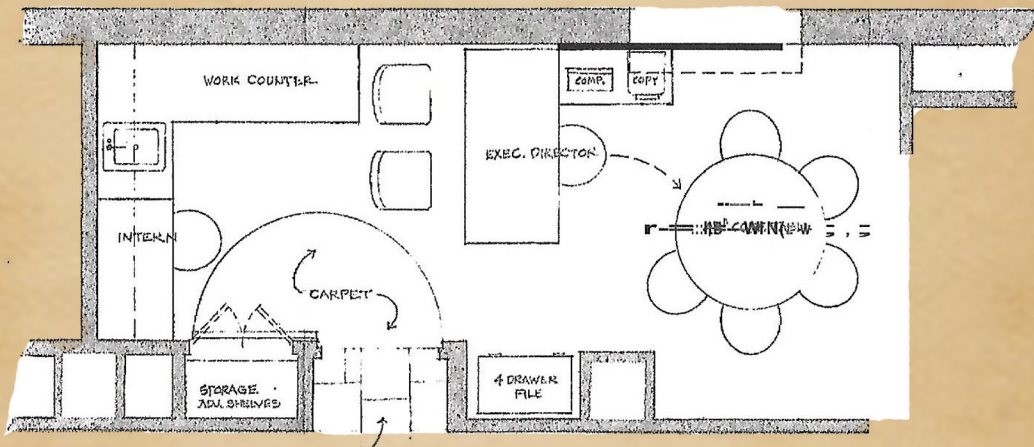 WORK COUNTER
COMP.
COPY
EXEC. DIRECTOR
INTERN
CARPET
STORAGE
ADJ. SHELVES
4 DRAWER
FILE